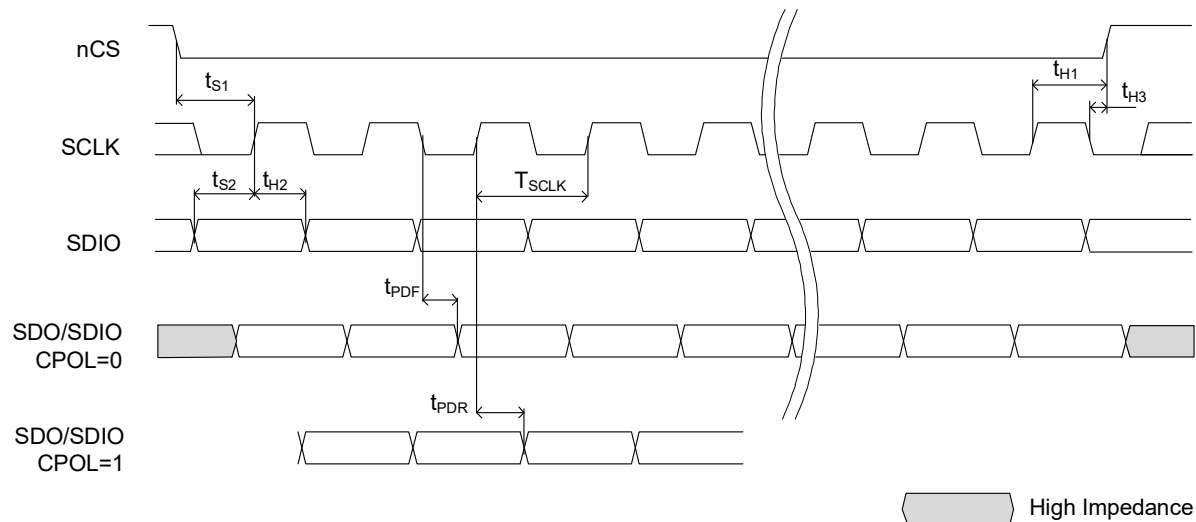 nCS
tS1
tH1
tH3
SCLK
tS2
tH2
TSCLK
SDIO
tPDF
SDO/SDIO
CPOL=0
tPDR
SDO/SDIO
CPOL=1
High Impedance